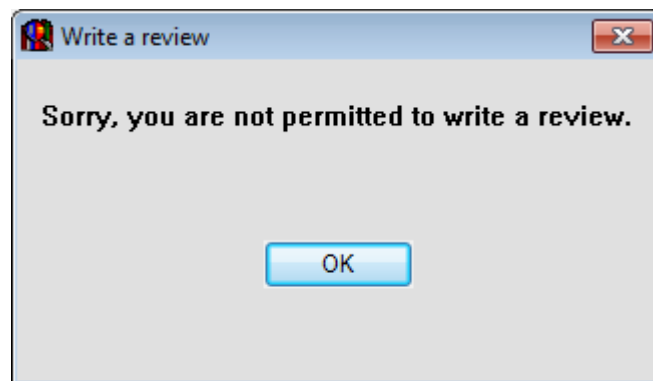 Write a review
Sorry, you are not permitted to write a review.
OK